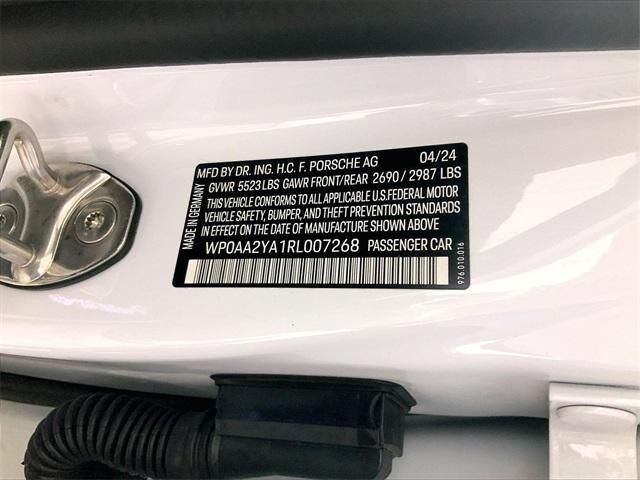 MFD BY DR. ING. H.C. F. PORSCHE AG 04/24
GVWR 5523LBS GAWR FRONT/REAR 2690/2987 LBS
THIS VEHICLE CONFORMS TO ALL APPLICABLE U.S.FEDERAL MOTOR
VEHICLE SAFETY, BUMPER, AND THEFT PREVENTION STANDARDS
IN EFFECT ON THE DATE OF MANUFACTURE SHOWN ABOVE.
WP0AA2YA1RL007268 PASSENGER CAR
MADE IN GERMANY
976.010.016